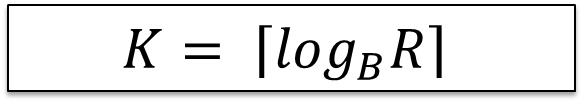 K = ⌈log_B R⌉